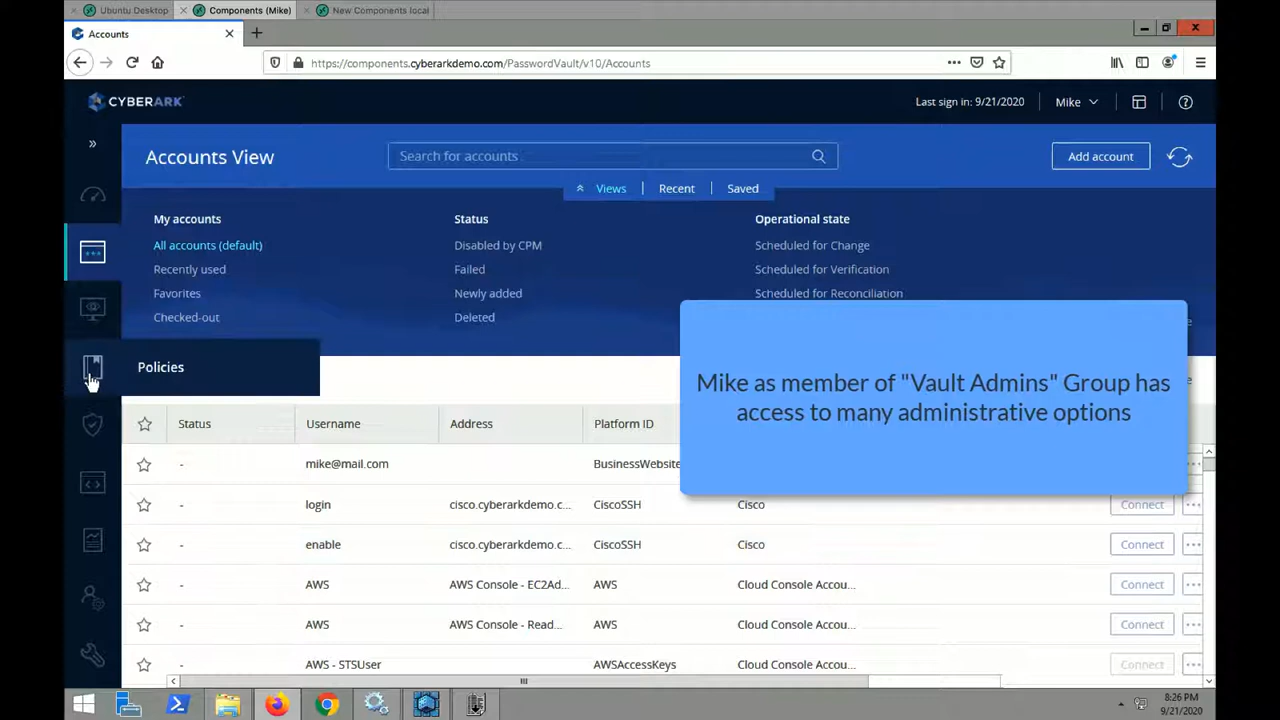 Ubuntu Desktop
Components (Mike)
New Components local
Accounts
https://components.cyberarkdemo.com/PasswordVault/v10/Accounts
CYBERARK
Last sign in: 9/21/2020
Mike
Accounts View
Search for accounts
Add account
Views
Recent
Saved
My accounts
Status
Operational state
All accounts (default)
Disabled by CPM
Scheduled for Change
Recently used
Failed
Scheduled for Verification
Favorites
Newly added
Scheduled for Reconciliation
Checked-out
Deleted
Policies
Mike as member of "Vault Admins" Group has
access to many administrative options
Status Username Address Platform ID
- mike@mail.com BusinessWebsite
- login cisco.cyberarkdemo.c... CiscoSSH Cisco Connect
- enable cisco.cyberarkdemo.c... CiscoSSH Cisco Connect
- AWS AWS Console - EC2Ad... AWS Cloud Console Accou... Connect
- AWS AWS Console - Read... AWS Cloud Console Accou... Connect
- AWS - STSUser AWSAccessKeys Cloud Console Accou... Connect
8:26 PM
9/21/2020